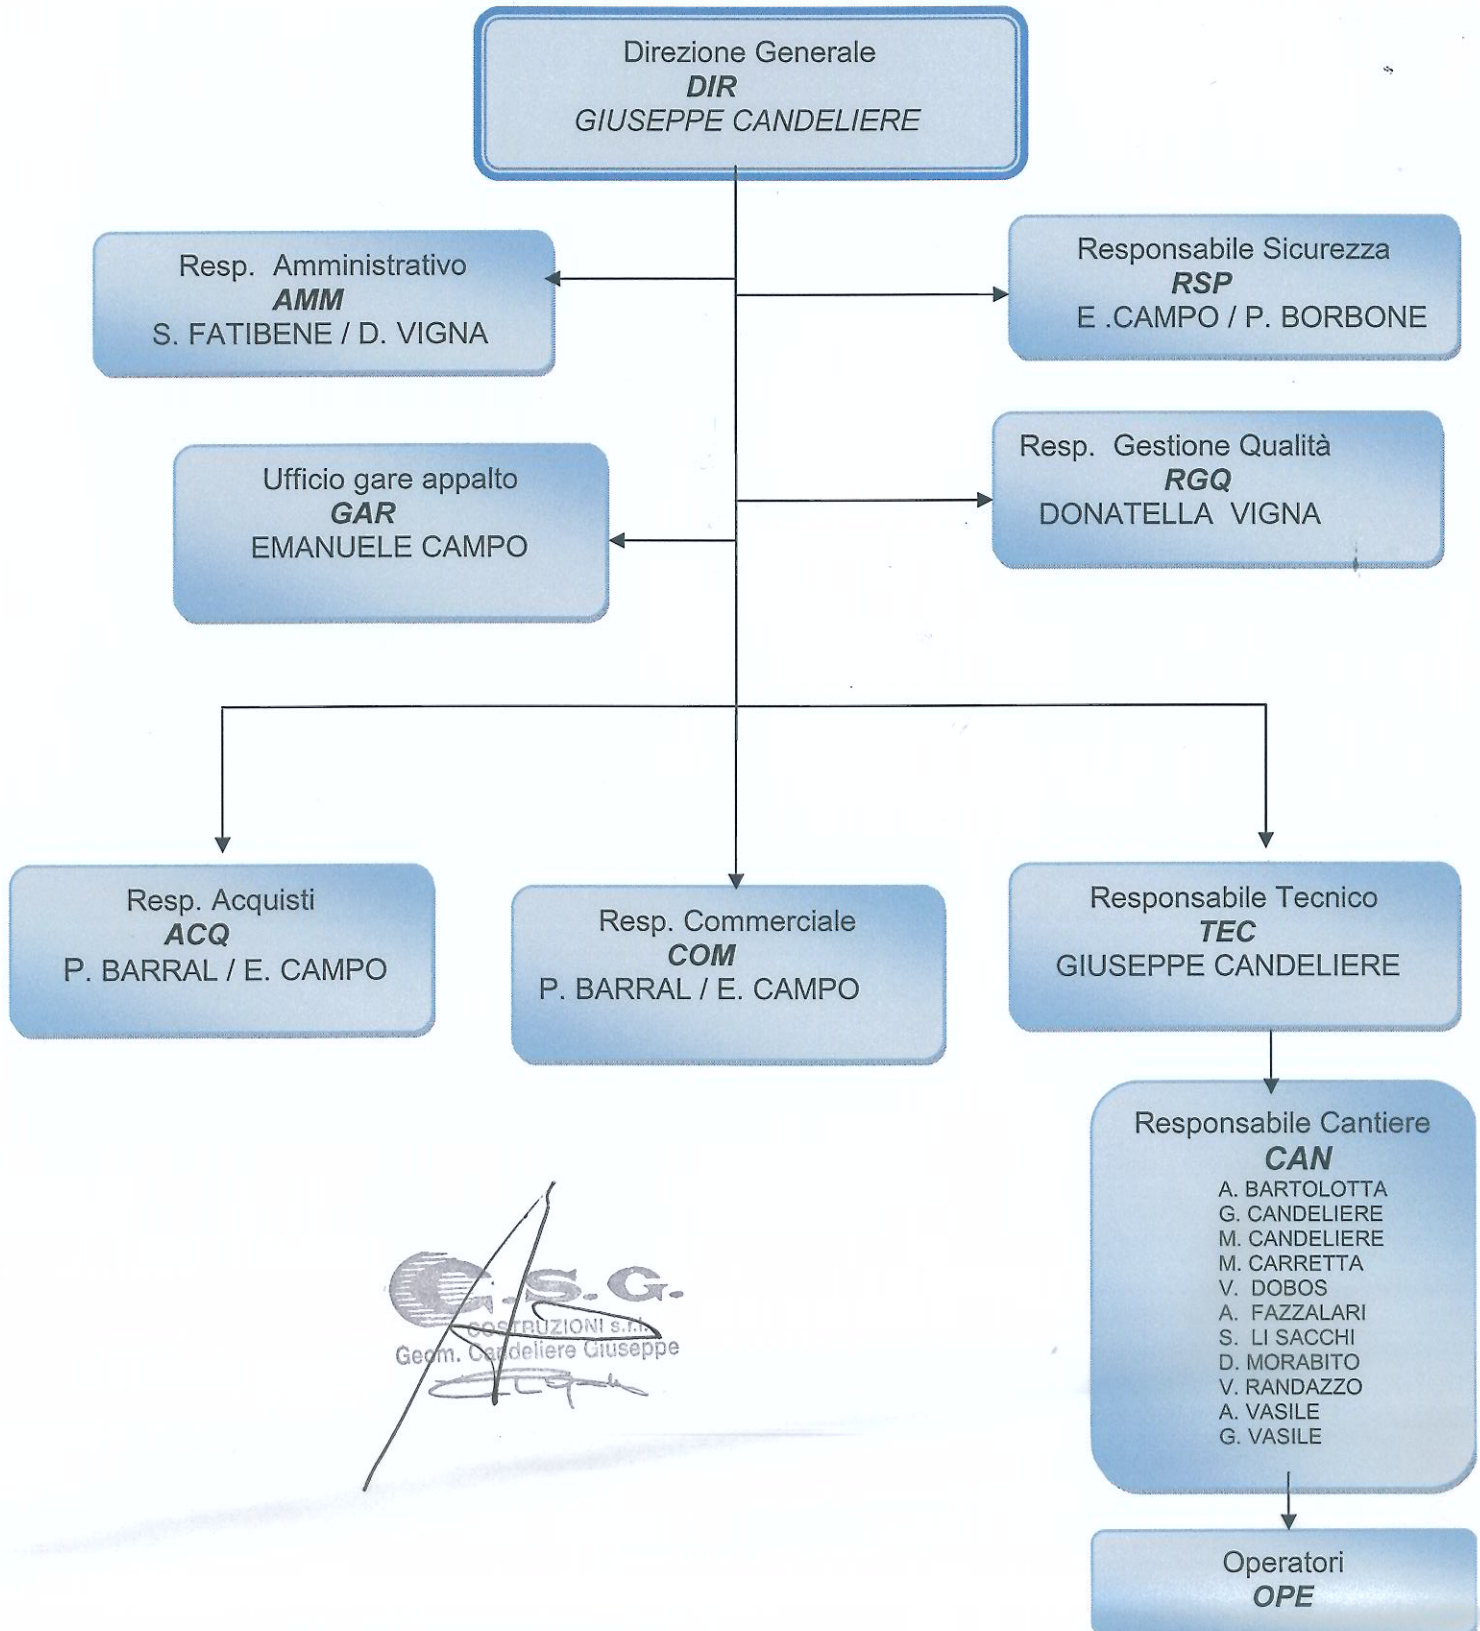 Direzione Generale
DIR
GIUSEPPE CANDELIERE
Resp. Amministrativo
AMM
S. FATIBENE / D. VIGNA
Responsabile Sicurezza
RSP
E .CAMPO / P. BORBONE
Ufficio gare appalto
GAR
EMANUELE CAMPO
Resp. Gestione Qualità
RGQ
DONATELLA VIGNA
Resp. Acquisti
ACQ
P. BARRAL / E. CAMPO
Resp. Commerciale
COM
P. BARRAL / E. CAMPO
Responsabile Tecnico
TEC
GIUSEPPE CANDELIERE
Responsabile Cantiere
CAN
A. BARTOLOTTA
G. CANDELIERE
M. CANDELIERE
M. CARRETTA
V. DOBOS
A. FAZZALARI
S. LI SACCHI
D. MORABITO
V. RANDAZZO
A. VASILE
G. VASILE
Operatori
OPE
G.S.G.
COSTRUZIONI s.r.l.
Geom. Candeliere Giuseppe